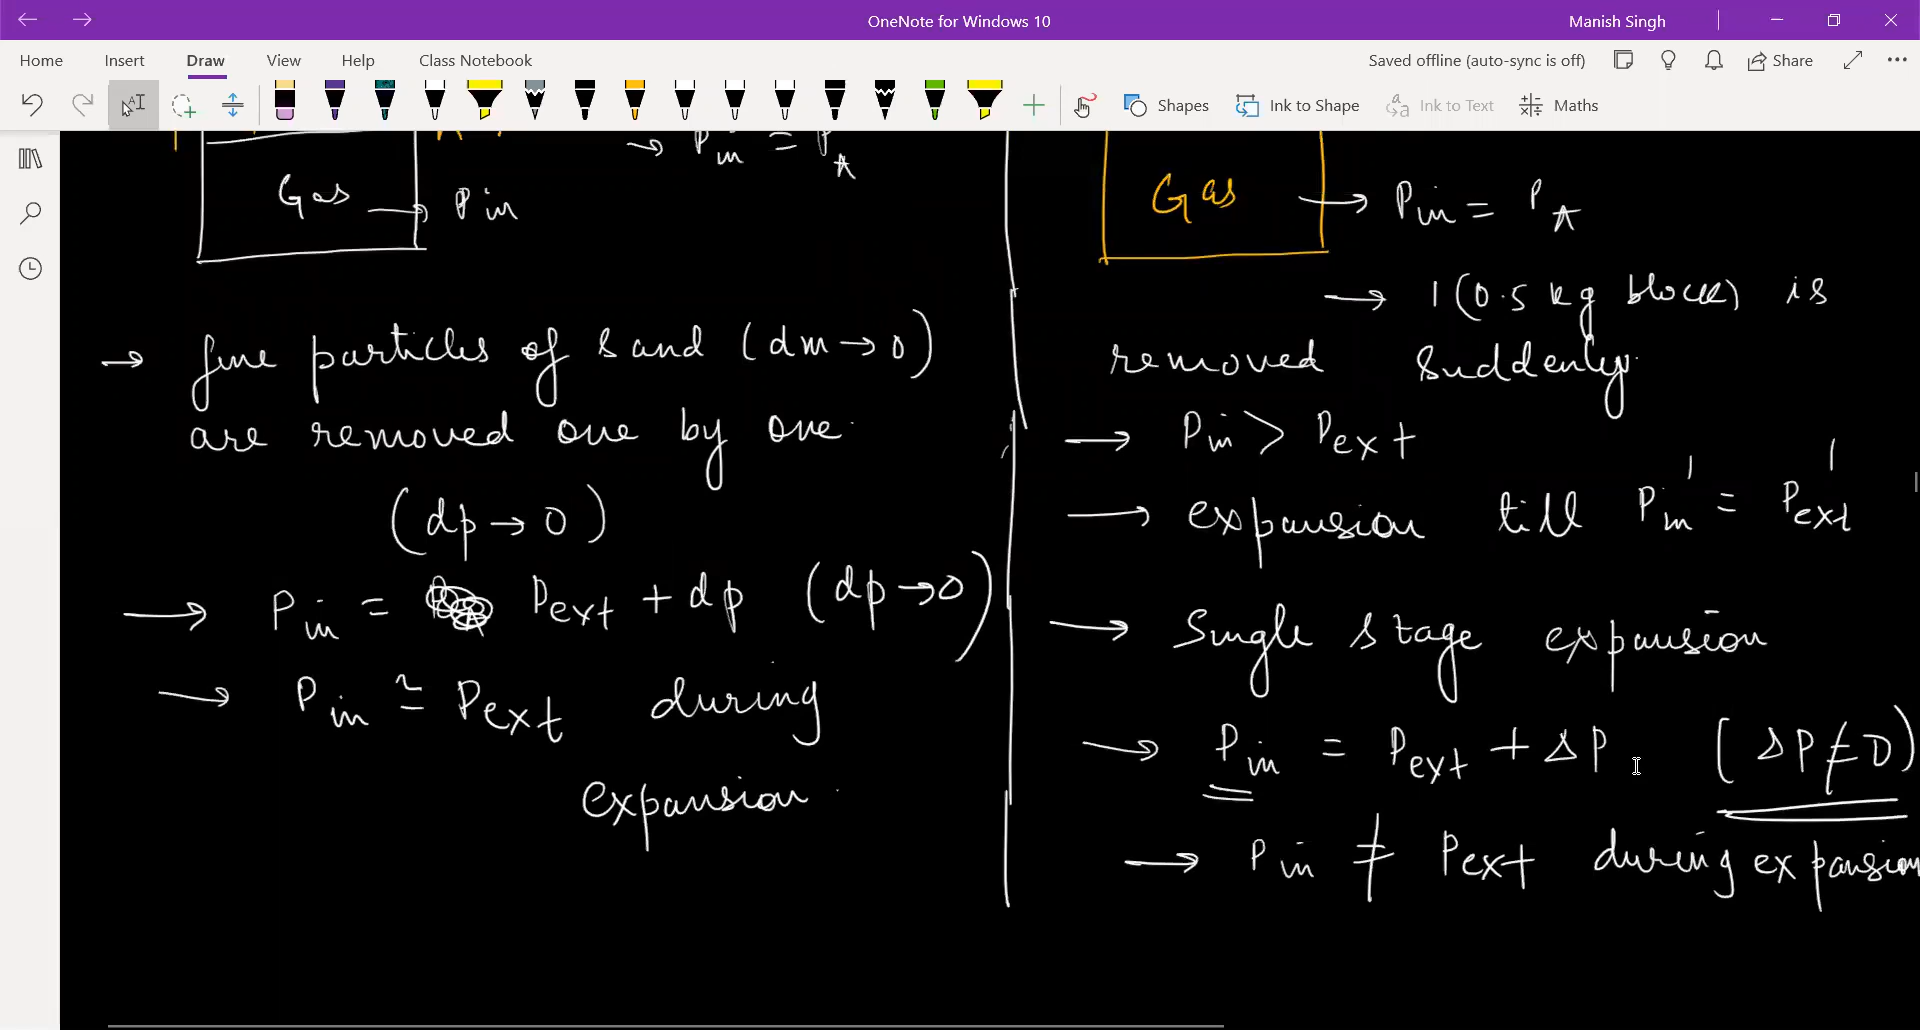 OneNote for Windows 10
Manish Singh
Home Insert Draw View Help Class Notebook
Saved offline (auto-sync is off)
Share
Shapes
Ink to Shape
Ink to Text
Maths
→ Pin = PA
Gas → Pin
→ fine particles of sand (dm → 0)
are removed one by one.
(dp → 0)
→ Pin = Pext + dp (dp → 0)
→ Pin ≃ Pext during
expansion.
Gas → Pin = PA
→ 1 (0.5 kg block) is
removed suddenly.
→ Pin > Pext
→ expansion till Pin' = Pext'
→ Single stage expansion
→ Pin = Pext + ΔP. (ΔP ≠ 0)
→ Pin ≠ Pext during expansion